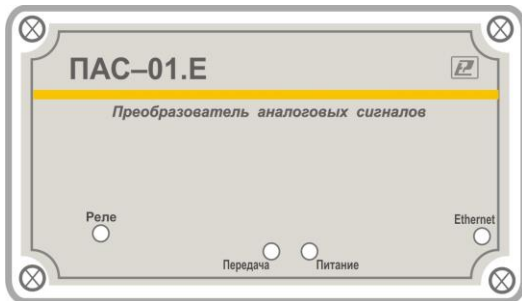 ПАС–01.Е
Преобразователь аналоговых сигналов
Реле
Ethernet
Передача
Питание